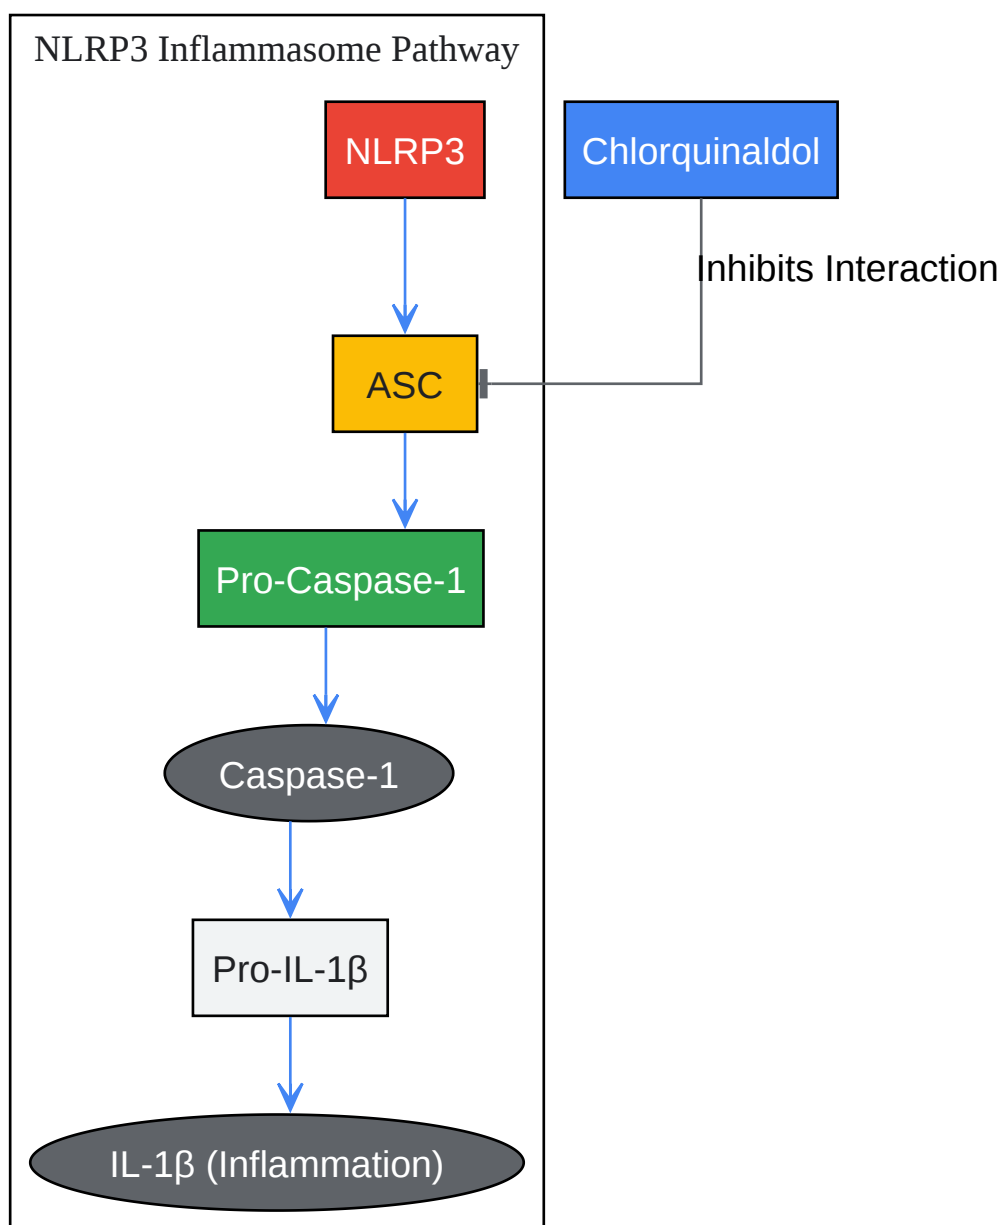 NLRP3 Inflammasome Pathway
NLRP3
Chlorquinaldol
Inhibits Interaction
ASC
Pro-Caspase-1
Caspase-1
Pro-IL-1β
IL-1β (Inflammation)